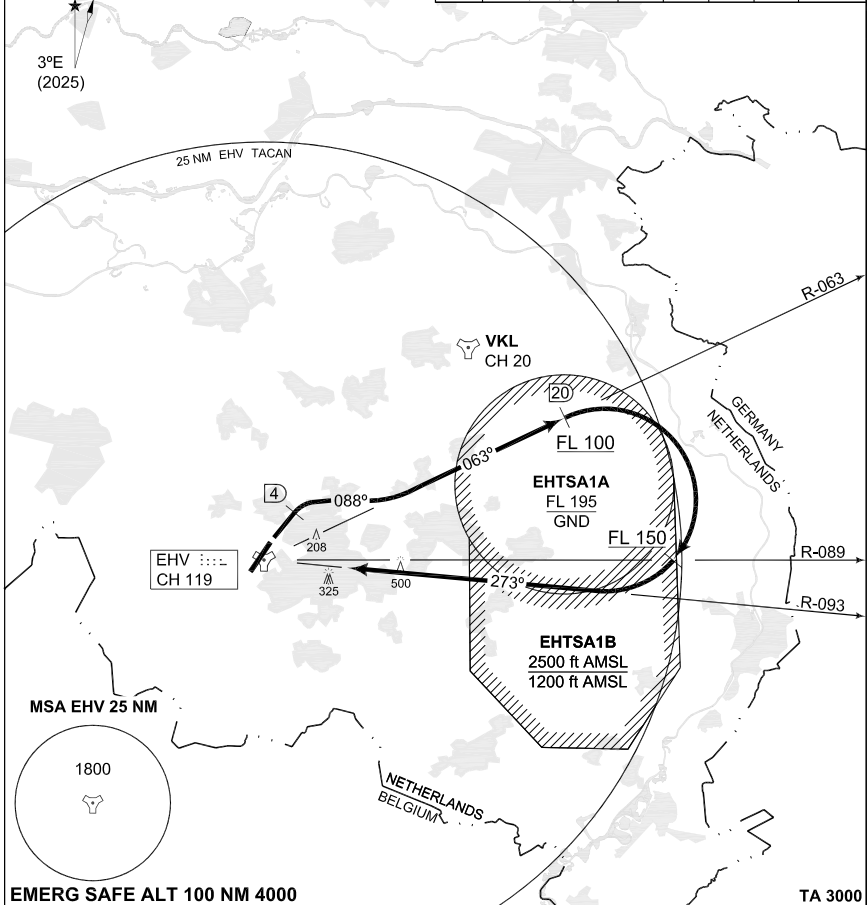 3ºE
(2025)
25 NM EHV TACAN
R-063
VKL
CH 20
20
FL 100
GERMANY
NETHERLANDS
063º
EHTSA1A
FL 195
GND
4
088º
208
FL 150
R-089
EHV
CH 119
325
500
273º
R-093
EHTSA1B
2500 ft AMSL
1200 ft AMSL
MSA EHV 25 NM
1800
NETHERLANDS
BELGIUM
EMERG SAFE ALT 100 NM 4000
TA 3000